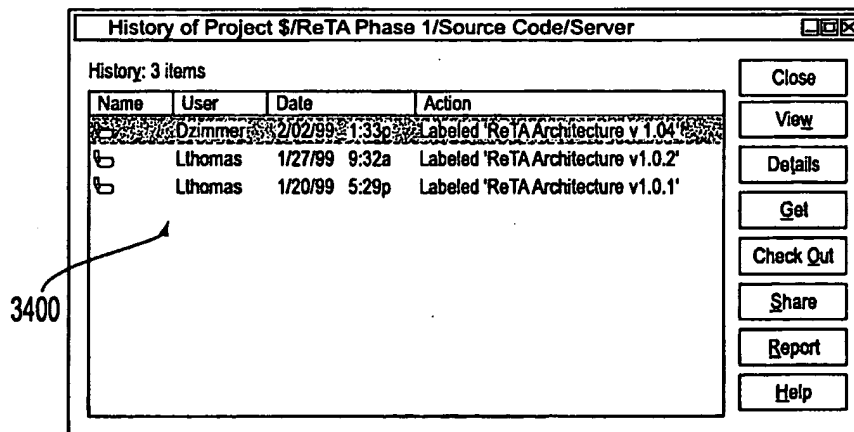 History of Project $/ReTA Phase 1/Source Code/Server
History: 3 items
Name User Date Action
Dzimmer 2/02/99 1:33p Labeled 'ReTA Architecture v 1.04'
Lthomas 1/27/99 9:32a Labeled 'ReTA Architecture v1.0.2'
Lthomas 1/20/99 5:29p Labeled 'ReTA Architecture v1.0.1'
Close
View
Details
Get
Check Out
Share
Report
Help
3400